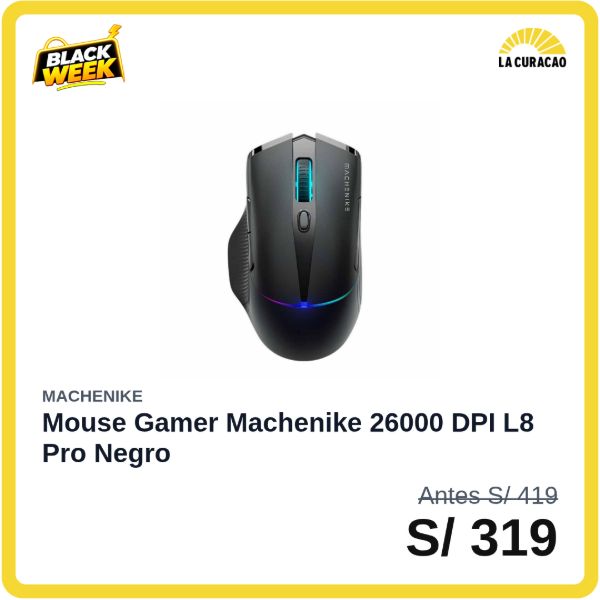 BLACK
WEEK
LA CURACAO
MACHENIKE
MACHENIKE
Mouse Gamer Machenike 26000 DPI L8
Pro Negro
Antes S/ 419
S/ 319